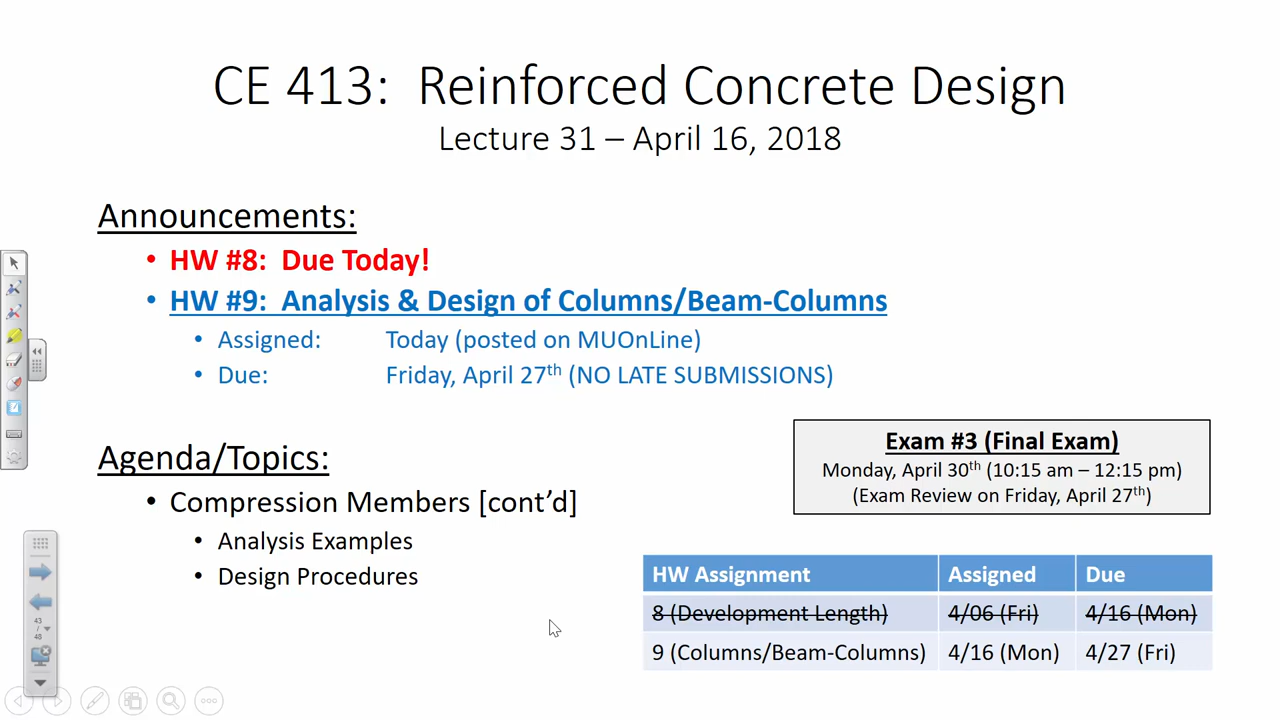 CE 413: Reinforced Concrete Design
Lecture 31 – April 16, 2018
Announcements:
• HW #8: Due Today!
• HW #9: Analysis & Design of Columns/Beam-Columns
• Assigned: Today (posted on MUOnLine)
• Due: Friday, April 27th (NO LATE SUBMISSIONS)
Agenda/Topics:
• Compression Members [cont’d]
• Analysis Examples
• Design Procedures
Exam #3 (Final Exam)
Monday, April 30th (10:15 am – 12:15 pm)
(Exam Review on Friday, April 27th)
HW Assignment Assigned Due
8 (Development Length) 4/06 (Fri) 4/16 (Mon)
9 (Columns/Beam-Columns) 4/16 (Mon) 4/27 (Fri)
43
/
48